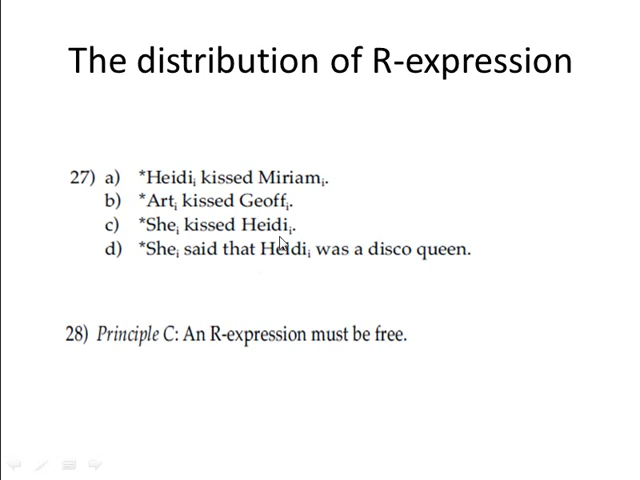 The distribution of R-expression
27) a) *Heidiᵢ kissed Miriamᵢ.
b) *Artᵢ kissed Geoffᵢ.
c) *Sheᵢ kissed Heidiᵢ.
d) *Sheᵢ said that Heidiᵢ was a disco queen.
28) Principle C: An R-expression must be free.